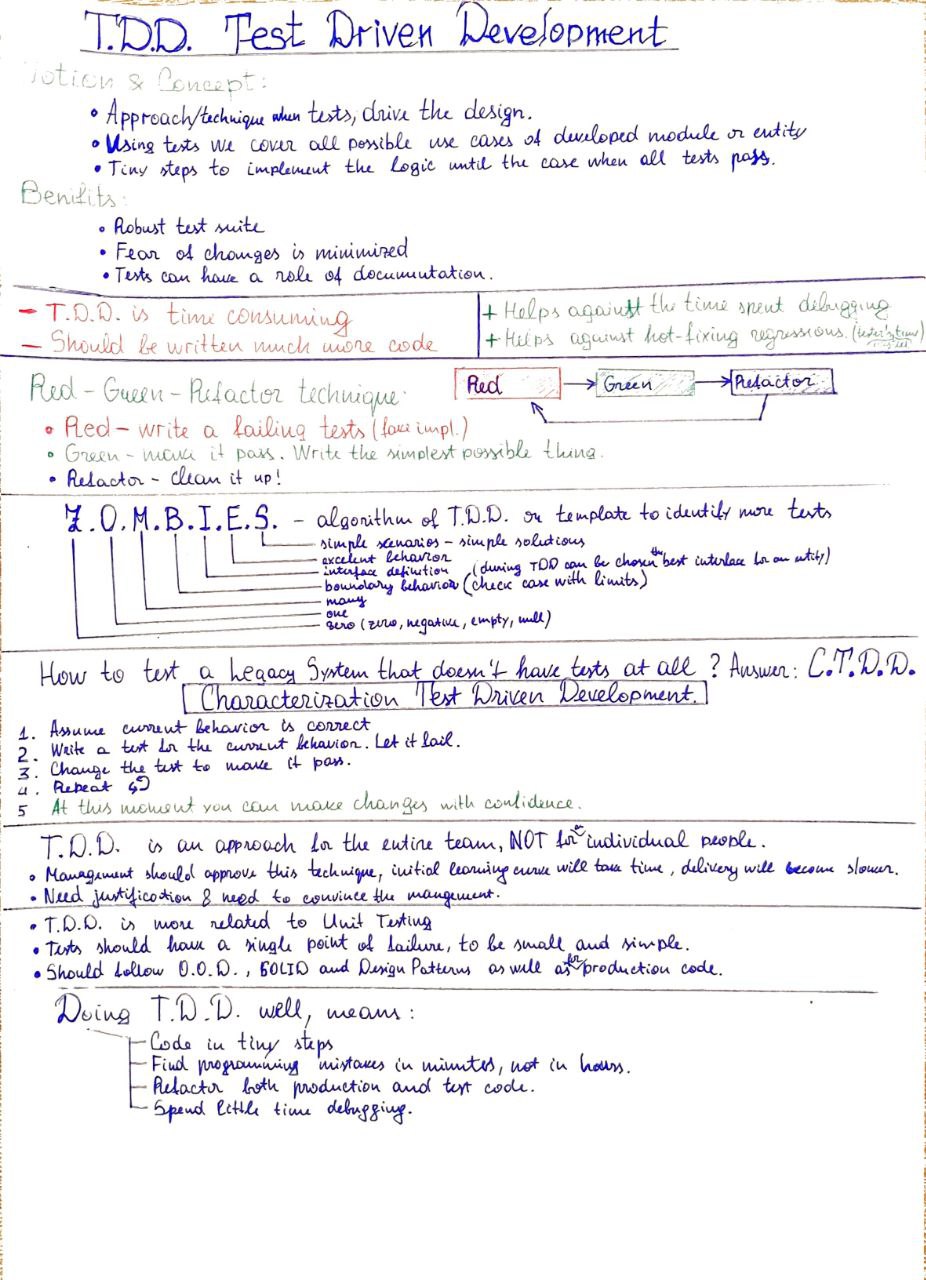 T.D.D. Test Driven Development
Notion & Concept:
• Approach/technique when tests, drive the design.
• Using tests we cover all possible use cases of developed module or entity
• Tiny steps to implement the logic until the case when all tests pass.
Benifits:
• Robust test suite
• Fear of changes is minimized
• Tests can have a role of documentation.
- T.D.D. is time consuming
- Should be written much more code
+ Helps against the time spent debugging
+ Helps against hot-fixing regressions.
Red-Green-Refactor technique:
Red → Green → Refactor
• Red - write a failing tests (fake impl.)
• Green - make it pass. Write the simplest possible thing.
• Refactor - clean it up!
Z.O.M.B.I.E.S. - algorithm of T.D.D. or template to identify more tests
simple scenarios - simple solutions
excelent behavior
interface definition (during TDD can be chosen the best interface for an entity)
boundary behavior (check case with limits)
many
one
zero (zero, negative, empty, null)
How to test a Legacy System that doesn't have tests at all? Answer: C.T.D.D.
Characterization Test Driven Development.
1. Assume current behavior is correct
2. Write a test for the current behavior. Let it fail.
3. Change the test to make it pass.
4. Repeat
5 At this moment you can make changes with confidence.
T.D.D. is an approach for the entire team, NOT for an individual people.
• Management should approve this technique, initial learning curve will take time, delivery will become slower.
• Need justification & need to convince the mangement.
• T.D.D. is more related to Unit Testing
• Tests should have a single point of failure, to be small and simple.
• Should follow O.O.D., SOLID and Design Patterns as well as for production code.
Doing T.D.D. well, means:
Code in tiny steps
Find programming mistakes in minutes, not in hours.
Refactor both production and test code.
Spend little time debugging.